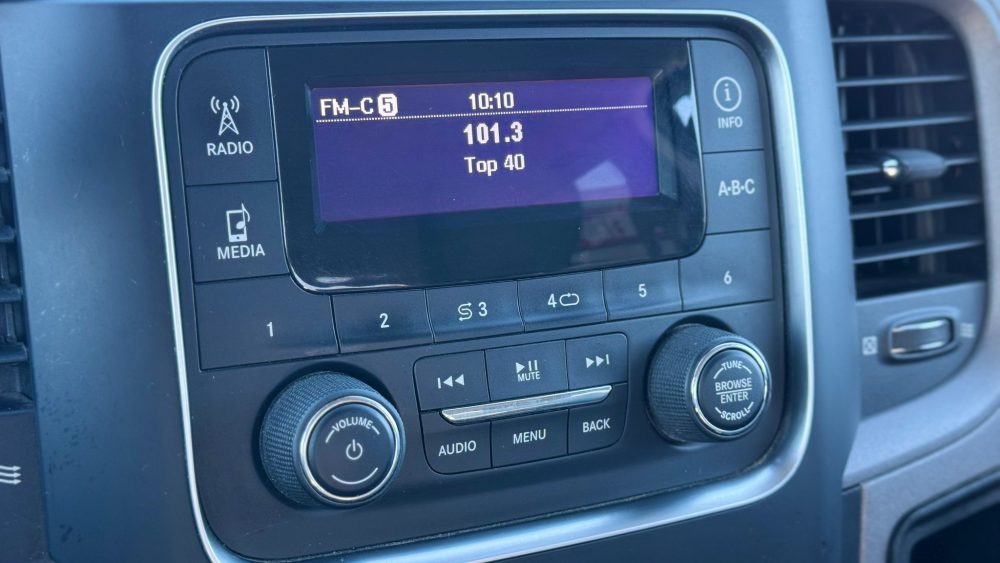 RADIO
MEDIA
FM-C 5 10:10
101.3
Top 40
INFO
A•B•C
1
2
3
4
5
6
MUTE
AUDIO
MENU
BACK
VOLUME
TUNE
BROWSE
ENTER
SCROLL